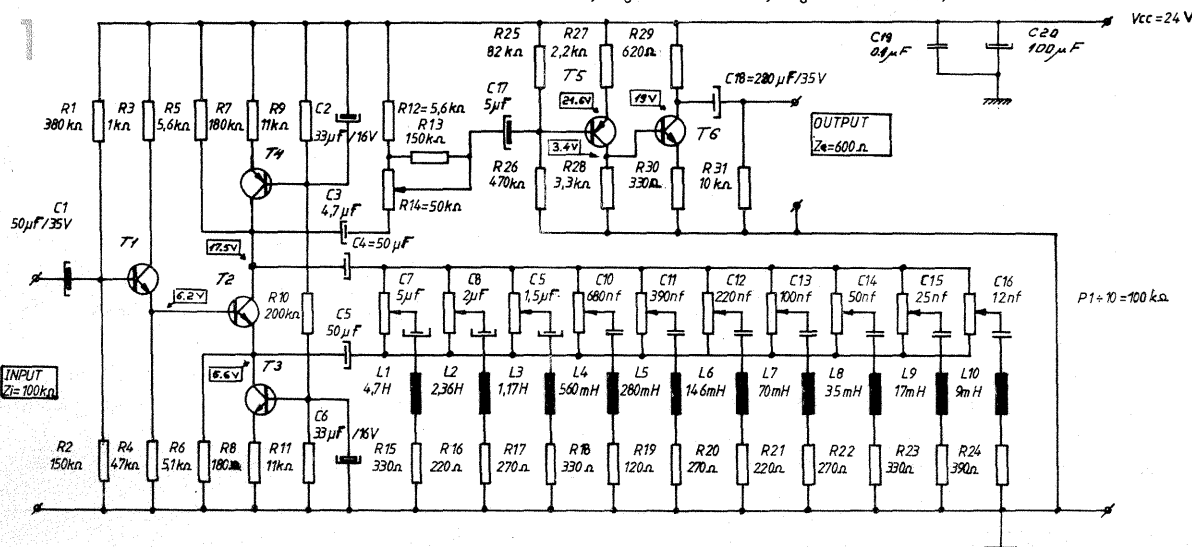 1
Vcc = 24 V
R1
380kΩ
R3
1kΩ
R5
5,6kΩ
R7
180kΩ
R9
11kΩ
C2
33µF/16V
R12= 5,6kΩ
R13
150kΩ
R14=50kΩ
C17
5µF
R25
82kΩ
R27
2,2kΩ
R29
620Ω
T5
21.6V
19V
3.4V
T6
R26
470kΩ
R28
3,3kΩ
R30
330Ω
R31
10kΩ
C18=220µF/35V
OUTPUT
Zₑ=600Ω
C19
0.1µF
C20
100µF
T4
C3
4,7µF
C4=50µF
C1
50µF/35V
T1
17.5V
T2
6.2V
R10
200kΩ
C5
50µF
T3
5.6V
C6
33µF/16V
INPUT
Zi=100kΩ
R2
150kΩ
R4
47kΩ
R6
5,1kΩ
R8
R11
11kΩ
C7
5µF
C8
2µF
C5
1,5µF
C10
680nf
C11
390nf
C12
220nf
C13
100nf
C14
50nf
C15
25nf
C16
12nf
P1÷10=100kΩ
L1
4,7H
L2
2,36H
L3
1,17H
L4
560mH
L5
280mH
L6
146mH
L7
70mH
L8
35mH
L9
17mH
L10
9mH
R15
330Ω
R16
220Ω
R17
270Ω
R18
330Ω
R19
120Ω
R20
270Ω
R21
220Ω
R22
270Ω
R23
330Ω
R24
390Ω